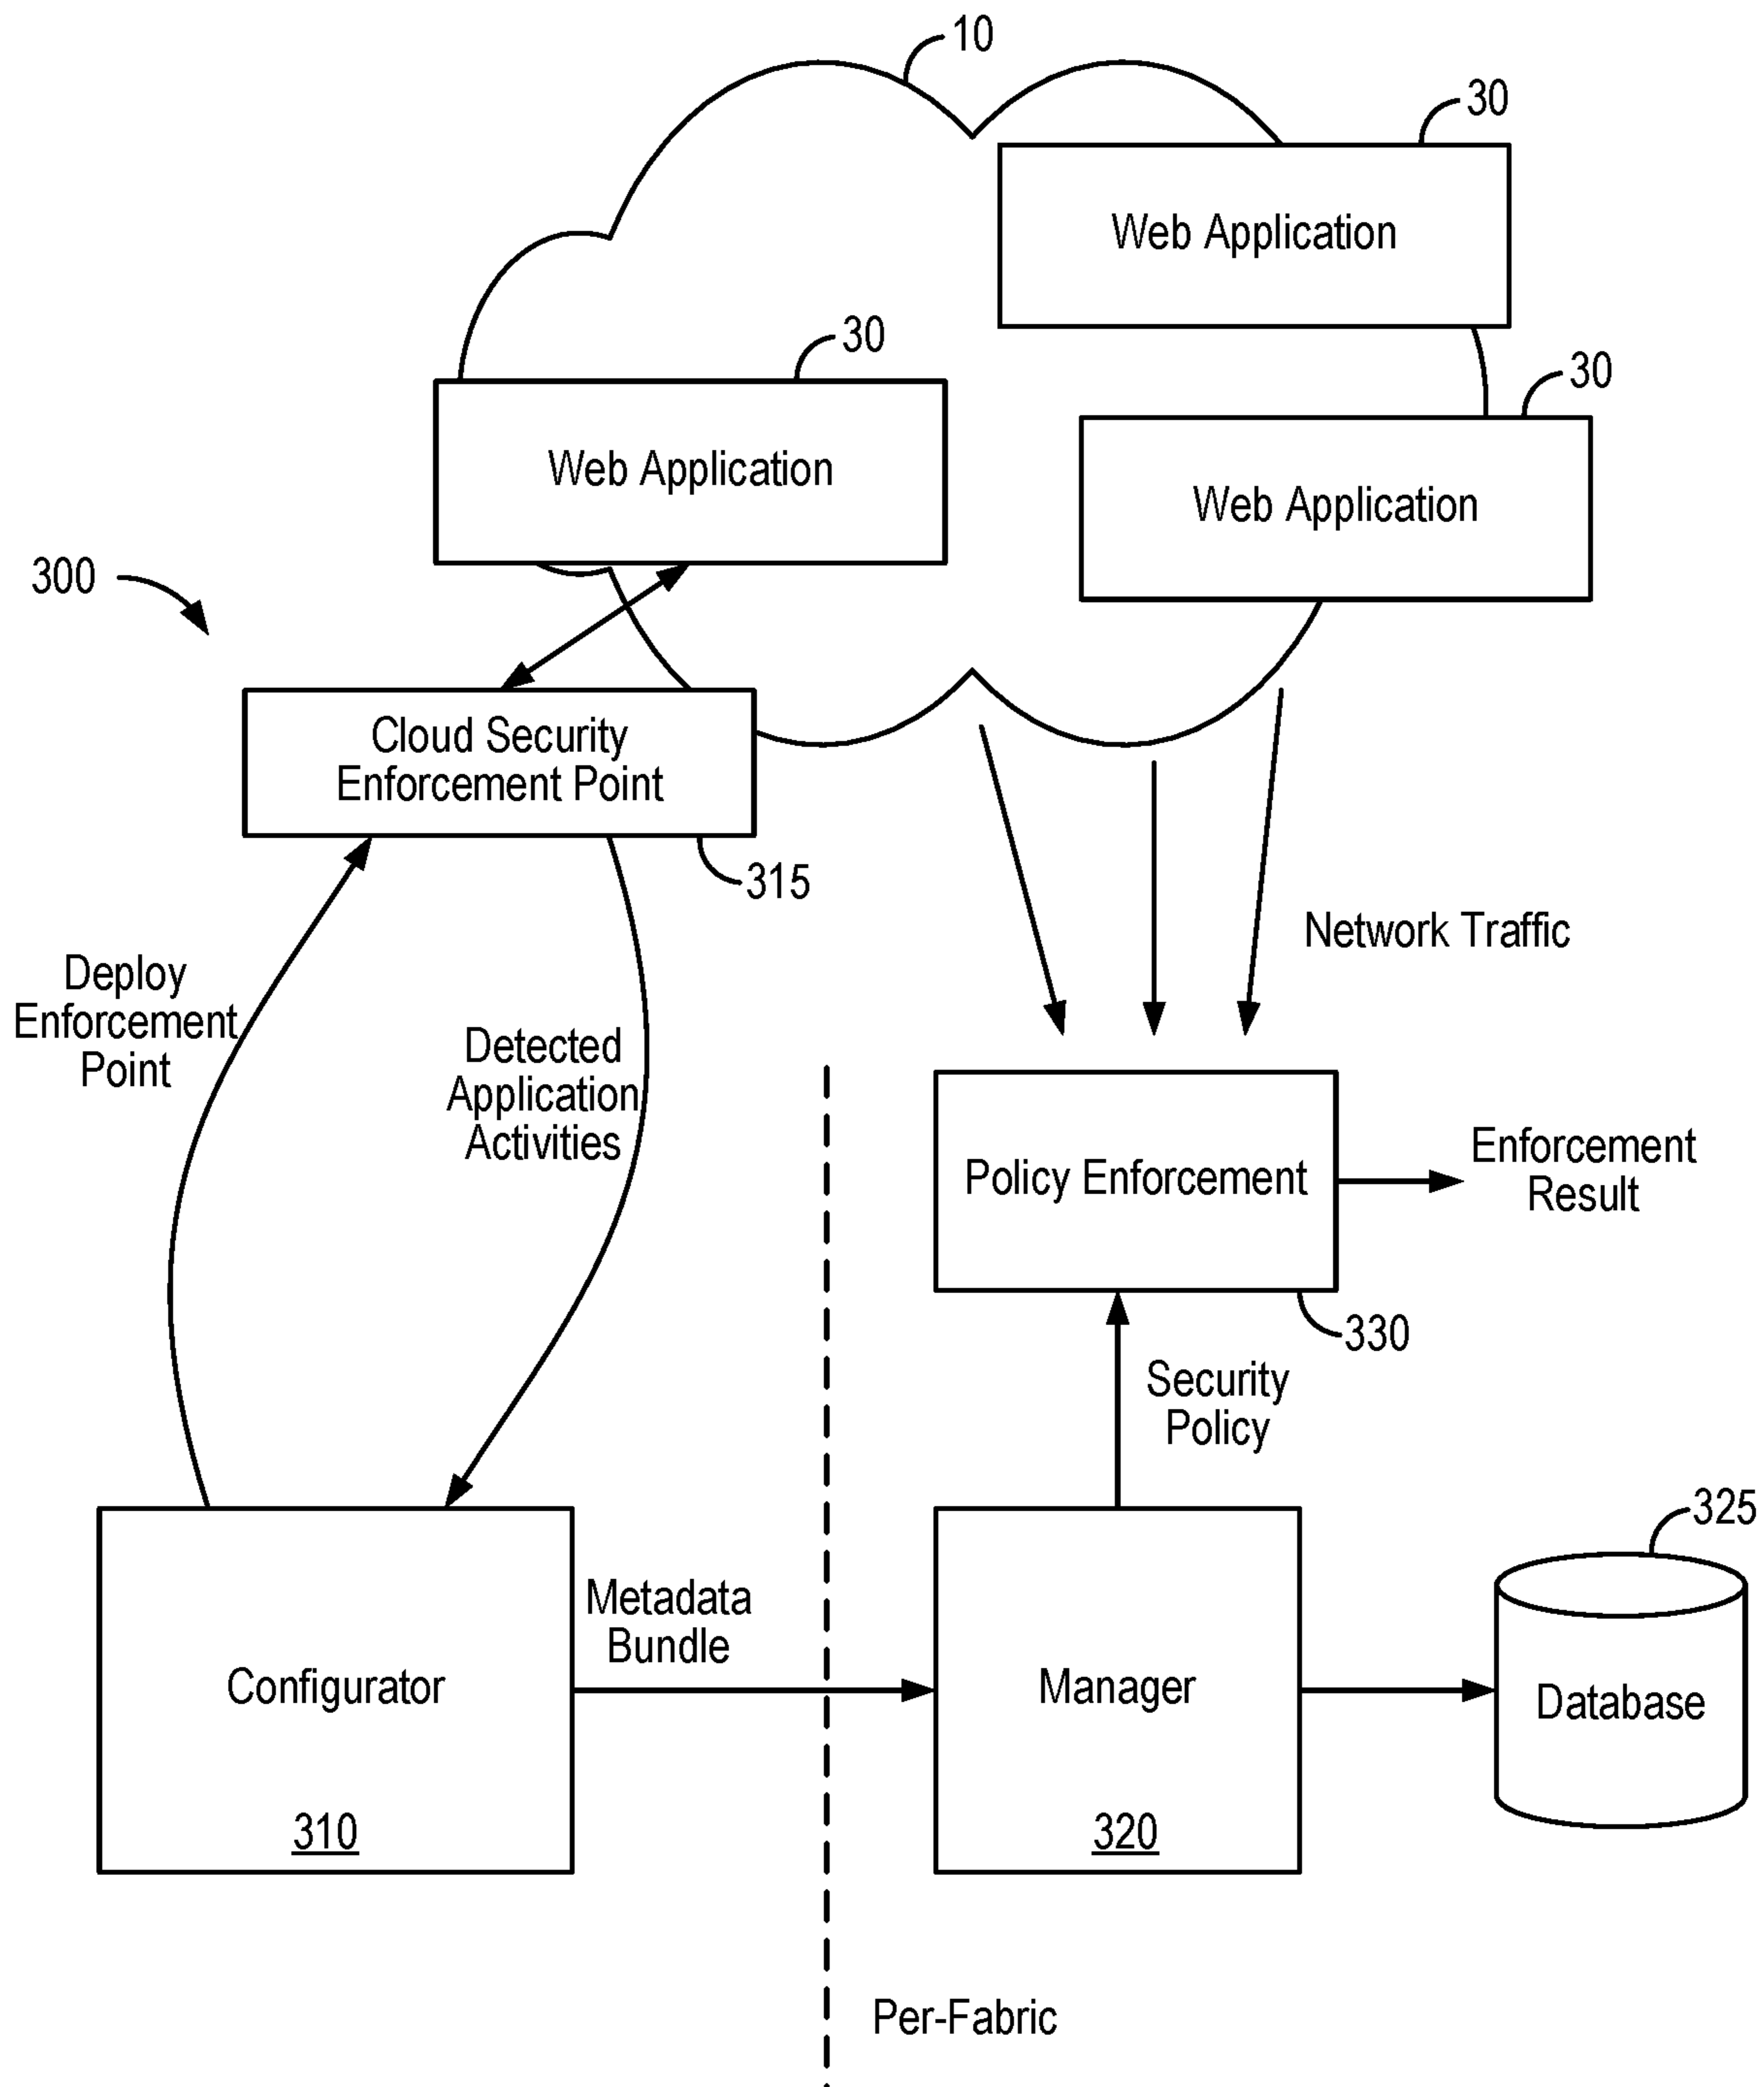 10
30
Web Application
30
Web Application
30
Web Application
300
Cloud Security
Enforcement Point
315
Network Traffic
Deploy
Enforcement
Point
Detected
Application
Activities
Policy Enforcement
Enforcement
Result
330
Security
Policy
325
Metadata
Bundle
Configurator
310
Manager
320
Database
Per-Fabric